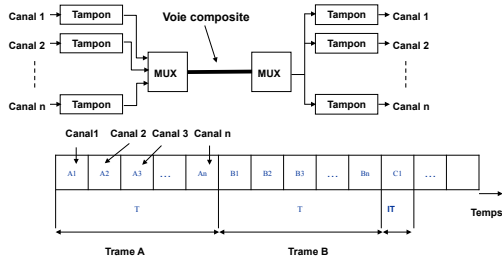 Voie composite
Canal 1 Tampon Tampon Canal 1
Canal 2 Tampon Tampon Canal 2
MUX MUX
Canal n Tampon Tampon Canal n
Canal1 Canal 2 Canal 3 Canal n
A1 A2 A3 ... An B1 B2 B3 ... Bn C1 ...
T T IT
Temps
Trame A Trame B